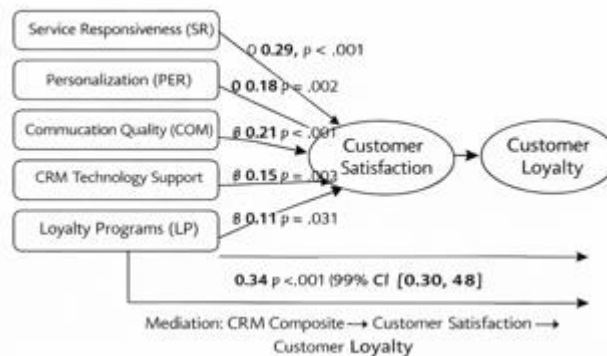 Service Responsiveness (SR)
0 0.29, p < .001
Personalization (PER)
0 0.18 p = .002
Commucation Quality (COM)
β 0.21 p < .001
Customer
Satisfaction
Customer
Loyalty
CRM Technology Support
β 0.15 p = .003
Loyalty Programs (LP)
β 0.11 p = .031
0.34 p <.001 (99% CI [0.30, 48]
Mediation: CRM Composite → Customer Satisfaction →
Customer Loyalty